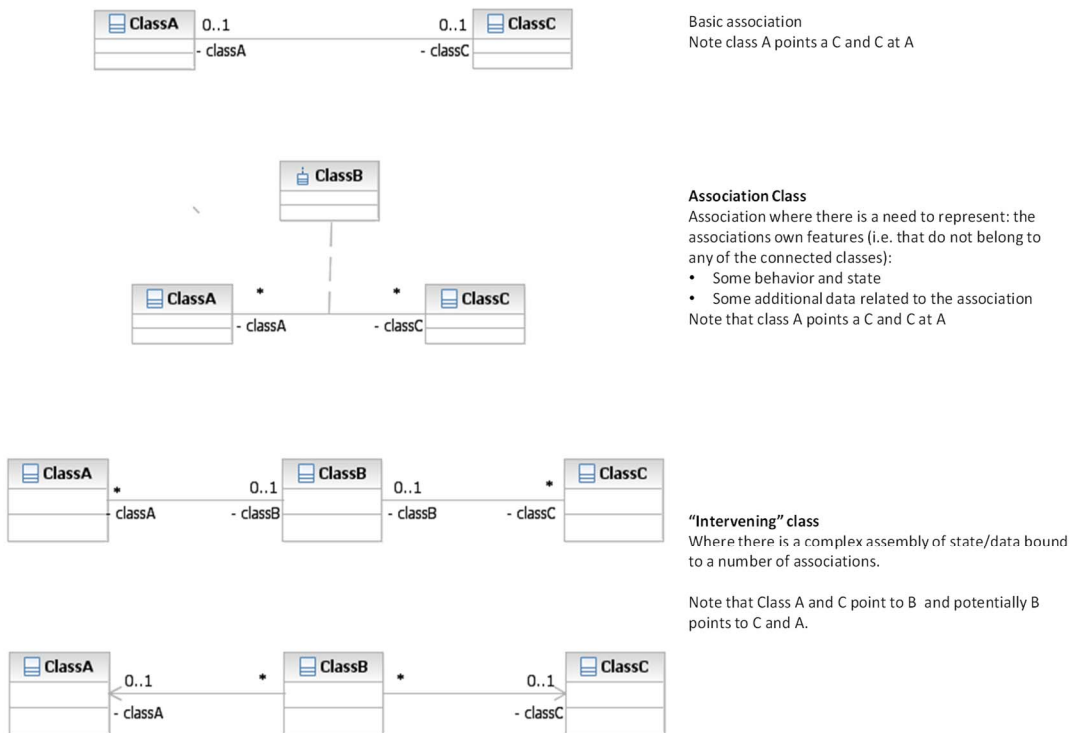 ClassA 0..1 0..1 ClassC
- classA - classC
Basic association
Note class A points a C and C at A
ClassB
ClassA * * ClassC
- classA - classC
Association Class
Association where there is a need to represent: the
associations own features (i.e. that do not belong to
any of the connected classes):
• Some behavior and state
• Some additional data related to the association
Note that class A points a C and C at A
ClassA ClassB ClassC
* 0..1 0..1 *
- classA - classB - classB - classC
"Intervening" class
Where there is a complex assembly of state/data bound
to a number of associations.
Note that Class A and C point to B and potentially B
points to C and A.
ClassA ClassB ClassC
0..1 * * 0..1
- classA - classC